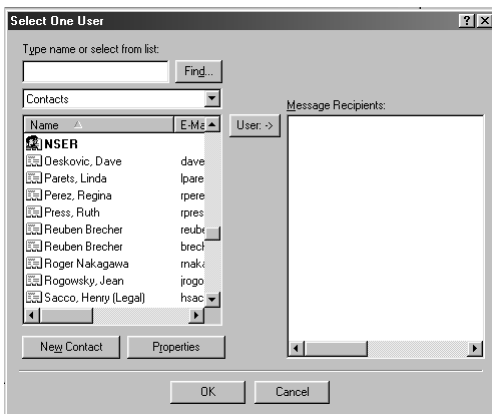 Select One User
Type name or select from list:
Find...
Contacts
Message Recipients:
Name E-Ma
User: ->
NSER
Oeskovic, Dave dave
Parets, Linda lpare
Perez, Regina rpere
Press, Ruth rpres
Reuben Brecher reube
Reuben Brecher brech
Roger Nakagawa rnaka
Rogowsky, Jean jrogo
Sacco, Henry (Legal) hsac
New Contact Properties
OK Cancel